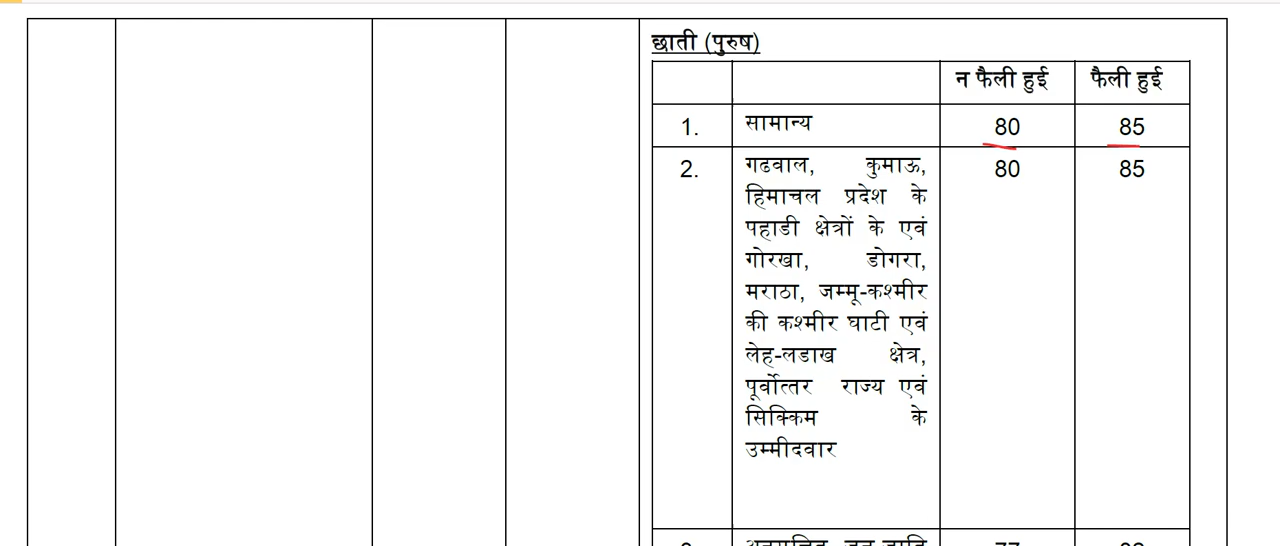 छाती (पुरुष)
न फैली हुई फैली हुई
1. सामान्य 80 85
2. गढवाल, कुमाऊ, 80 85
हिमाचल प्रदेश के
पहाडी क्षेत्रों के एवं
गोरखा, डोगरा,
मराठा, जम्मू-कश्मीर
की कश्मीर घाटी एवं
लेह-लडाख क्षेत्र,
पूर्वोत्तर राज्य एवं
सिक्किम के
उम्मीदवार